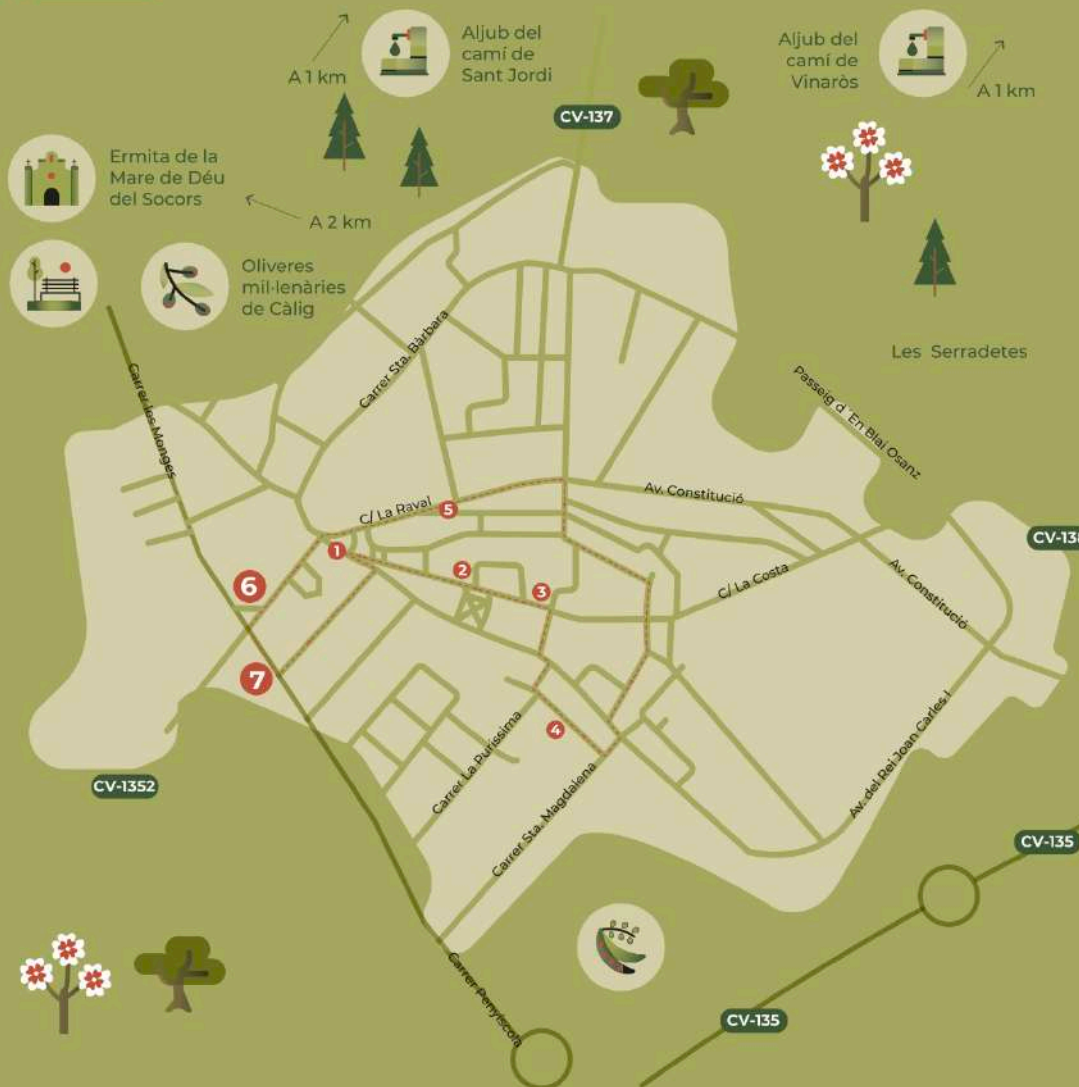 A 1 km
Aljub del
camí de
Sant Jordi
Aljub del
camí de
Vinaròs
A 1 km
CV-137
Ermita de la
Mare de Déu
del Socors
A 2 km
Oliveres
mil·lenàries
de Càlig
Les Serradetes
Carrer Sta. Bàrbara
Carrer les Monges
Passeig d´En Blai Osanz
Av. Constitució
C/ La Raval
5
1
2
3
6
7
4
C/ La Costa
Av. Constitució
Carrer La Puríssima
Carrer Sta. Magdalena
Av. del Rei Joan Carles I
CV-1352
CV-135
CV-135
Carrer Penyíscola